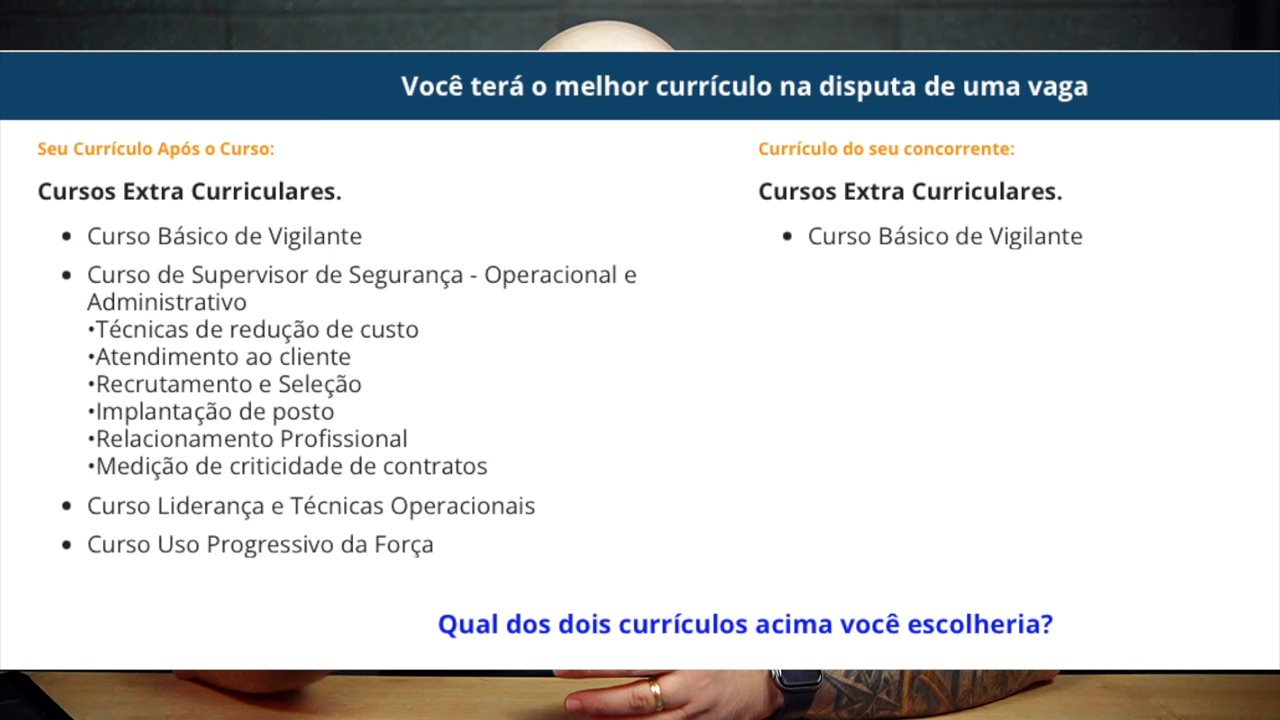 Você terá o melhor currículo na disputa de uma vaga
Seu Currículo Após o Curso:
Cursos Extra Curriculares.
• Curso Básico de Vigilante
• Curso de Supervisor de Segurança - Operacional e
Administrativo
•Técnicas de redução de custo
•Atendimento ao cliente
•Recrutamento e Seleção
•Implantação de posto
•Relacionamento Profissional
•Medição de criticidade de contratos
• Curso Liderança e Técnicas Operacionais
• Curso Uso Progressivo da Força
Currículo do seu concorrente:
Cursos Extra Curriculares.
• Curso Básico de Vigilante
Qual dos dois currículos acima você escolheria?